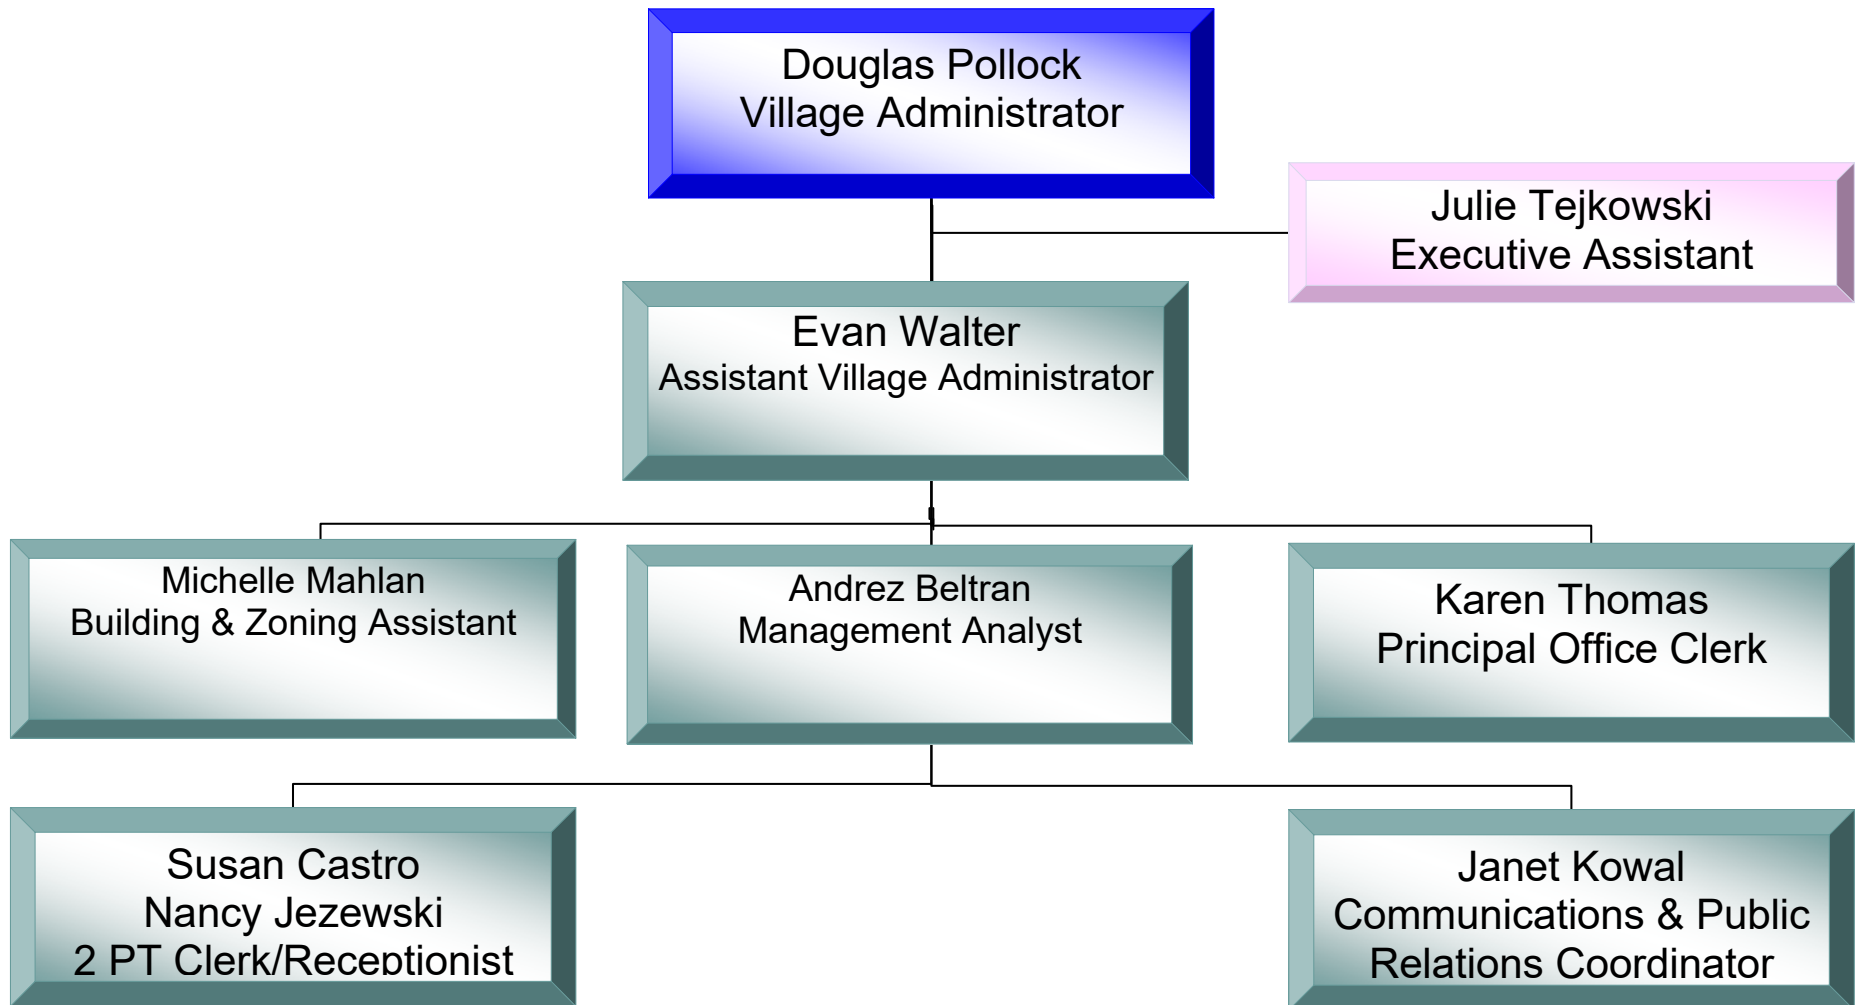 Douglas Pollock
Village Administrator
Julie Tejkowski
Executive Assistant
Evan Walter
Assistant Village Administrator
Michelle Mahlan
Building & Zoning Assistant
Andrez Beltran
Management Analyst
Karen Thomas
Principal Office Clerk
Susan Castro
Nancy Jezewski
2 PT Clerk/Receptionist
Janet Kowal
Communications & Public
Relations Coordinator